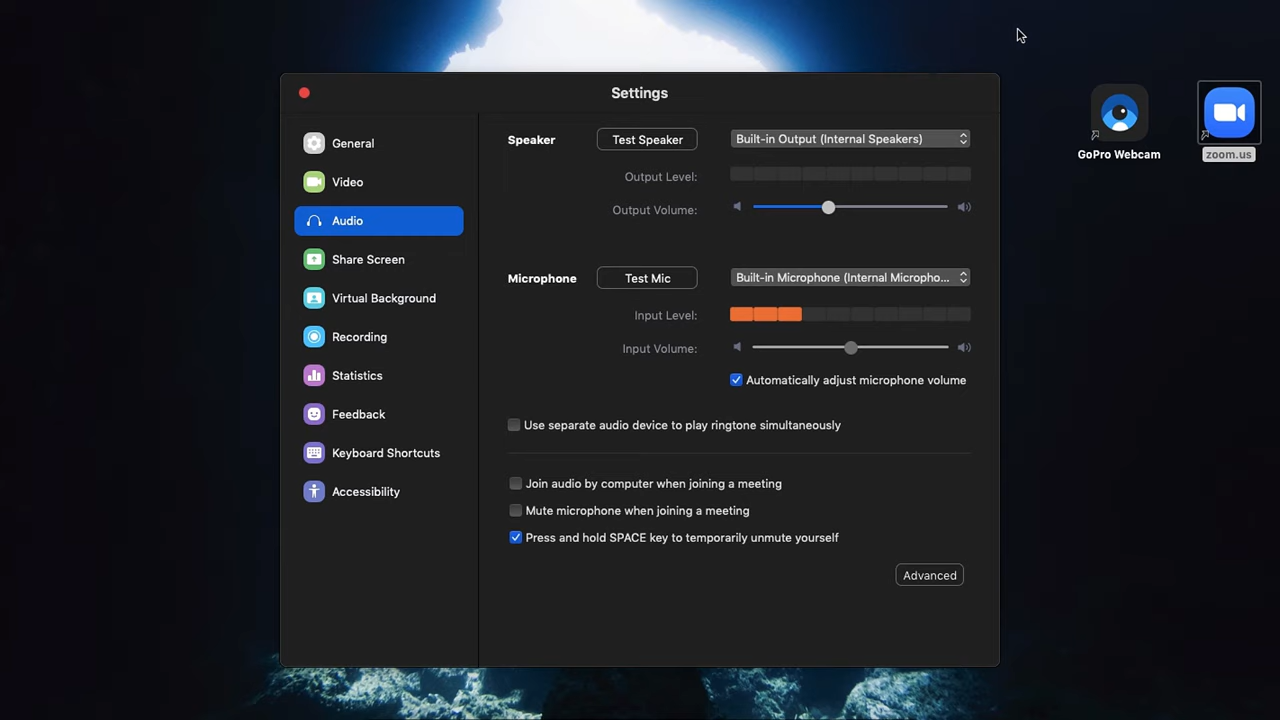 Settings
General
Video
Audio
Share Screen
Virtual Background
Recording
Statistics
Feedback
Keyboard Shortcuts
Accessibility
Speaker
Test Speaker
Built-in Output (Internal Speakers)
Output Level:
Output Volume:
Microphone
Test Mic
Built-in Microphone (Internal Micropho...
Input Level:
Input Volume:
Automatically adjust microphone volume
Use separate audio device to play ringtone simultaneously
Join audio by computer when joining a meeting
Mute microphone when joining a meeting
Press and hold SPACE key to temporarily unmute yourself
Advanced
GoPro Webcam
zoom.us